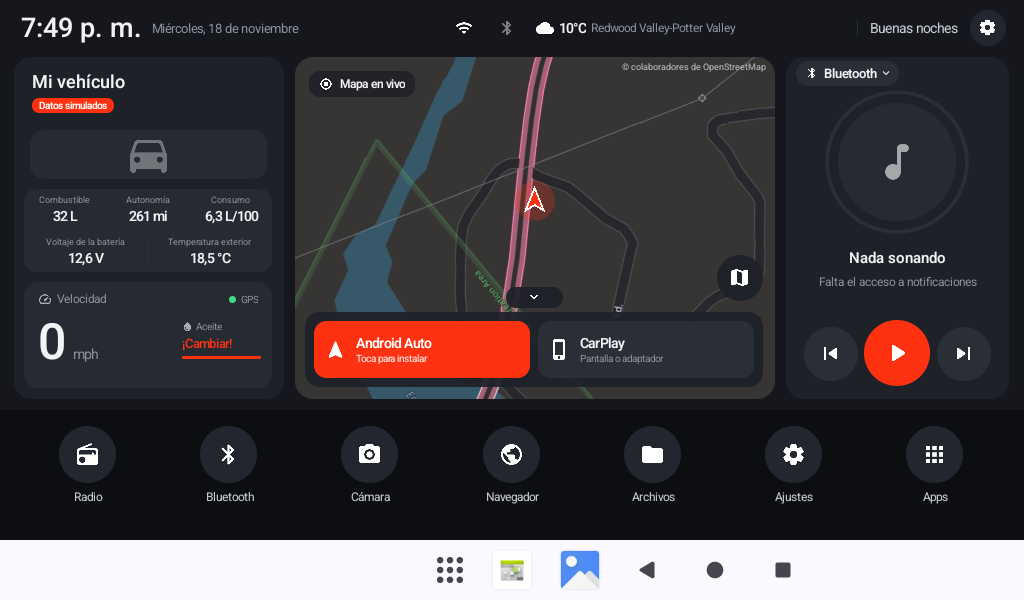 7:49 p. m.
Miércoles, 18 de noviembre
10°C
Redwood Valley-Potter Valley
Buenas noches
Mi vehículo
Datos simulados
Combustible
Autonomía
Consumo
32 L
261 mi
6,3 L/100
Voltaje de la batería
Temperatura exterior
12,6 V
18,5 °C
Velocidad
GPS
0 mph
Aceite
¡Cambiar!
Mapa en vivo
© colaboradores de OpenStreetMap
Android Auto
Toca para instalar
CarPlay
Pantalla o adaptador
Bluetooth
Nada sonando
Falta el acceso a notificaciones
Radio
Bluetooth
Cámara
Navegador
Archivos
Ajustes
Apps